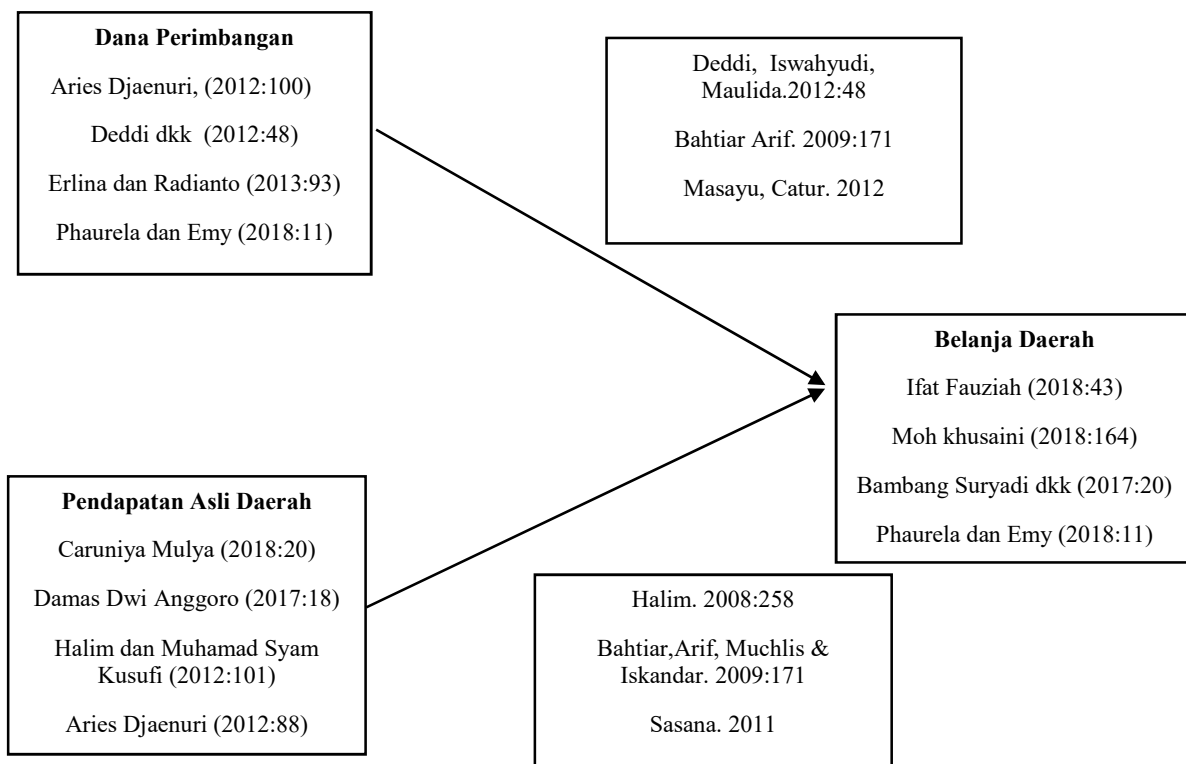 Dana Perimbangan
Aries Djaenuri, (2012:100)
Deddi dkk (2012:48)
Erlina dan Radianto (2013:93)
Phaurela dan Emy (2018:11)
Deddi, Iswahyudi,
Maulida.2012:48
Bahtiar Arif. 2009:171
Masayu, Catur. 2012
Belanja Daerah
Ifat Fauziah (2018:43)
Moh khusaini (2018:164)
Bambang Suryadi dkk (2017:20)
Phaurela dan Emy (2018:11)
Pendapatan Asli Daerah
Caruniya Mulya (2018:20)
Damas Dwi Anggoro (2017:18)
Halim dan Muhamad Syam
Kusufi (2012:101)
Aries Djaenuri (2012:88)
Halim. 2008:258
Bahtiar,Arif, Muchlis &
Iskandar. 2009:171
Sasana. 2011